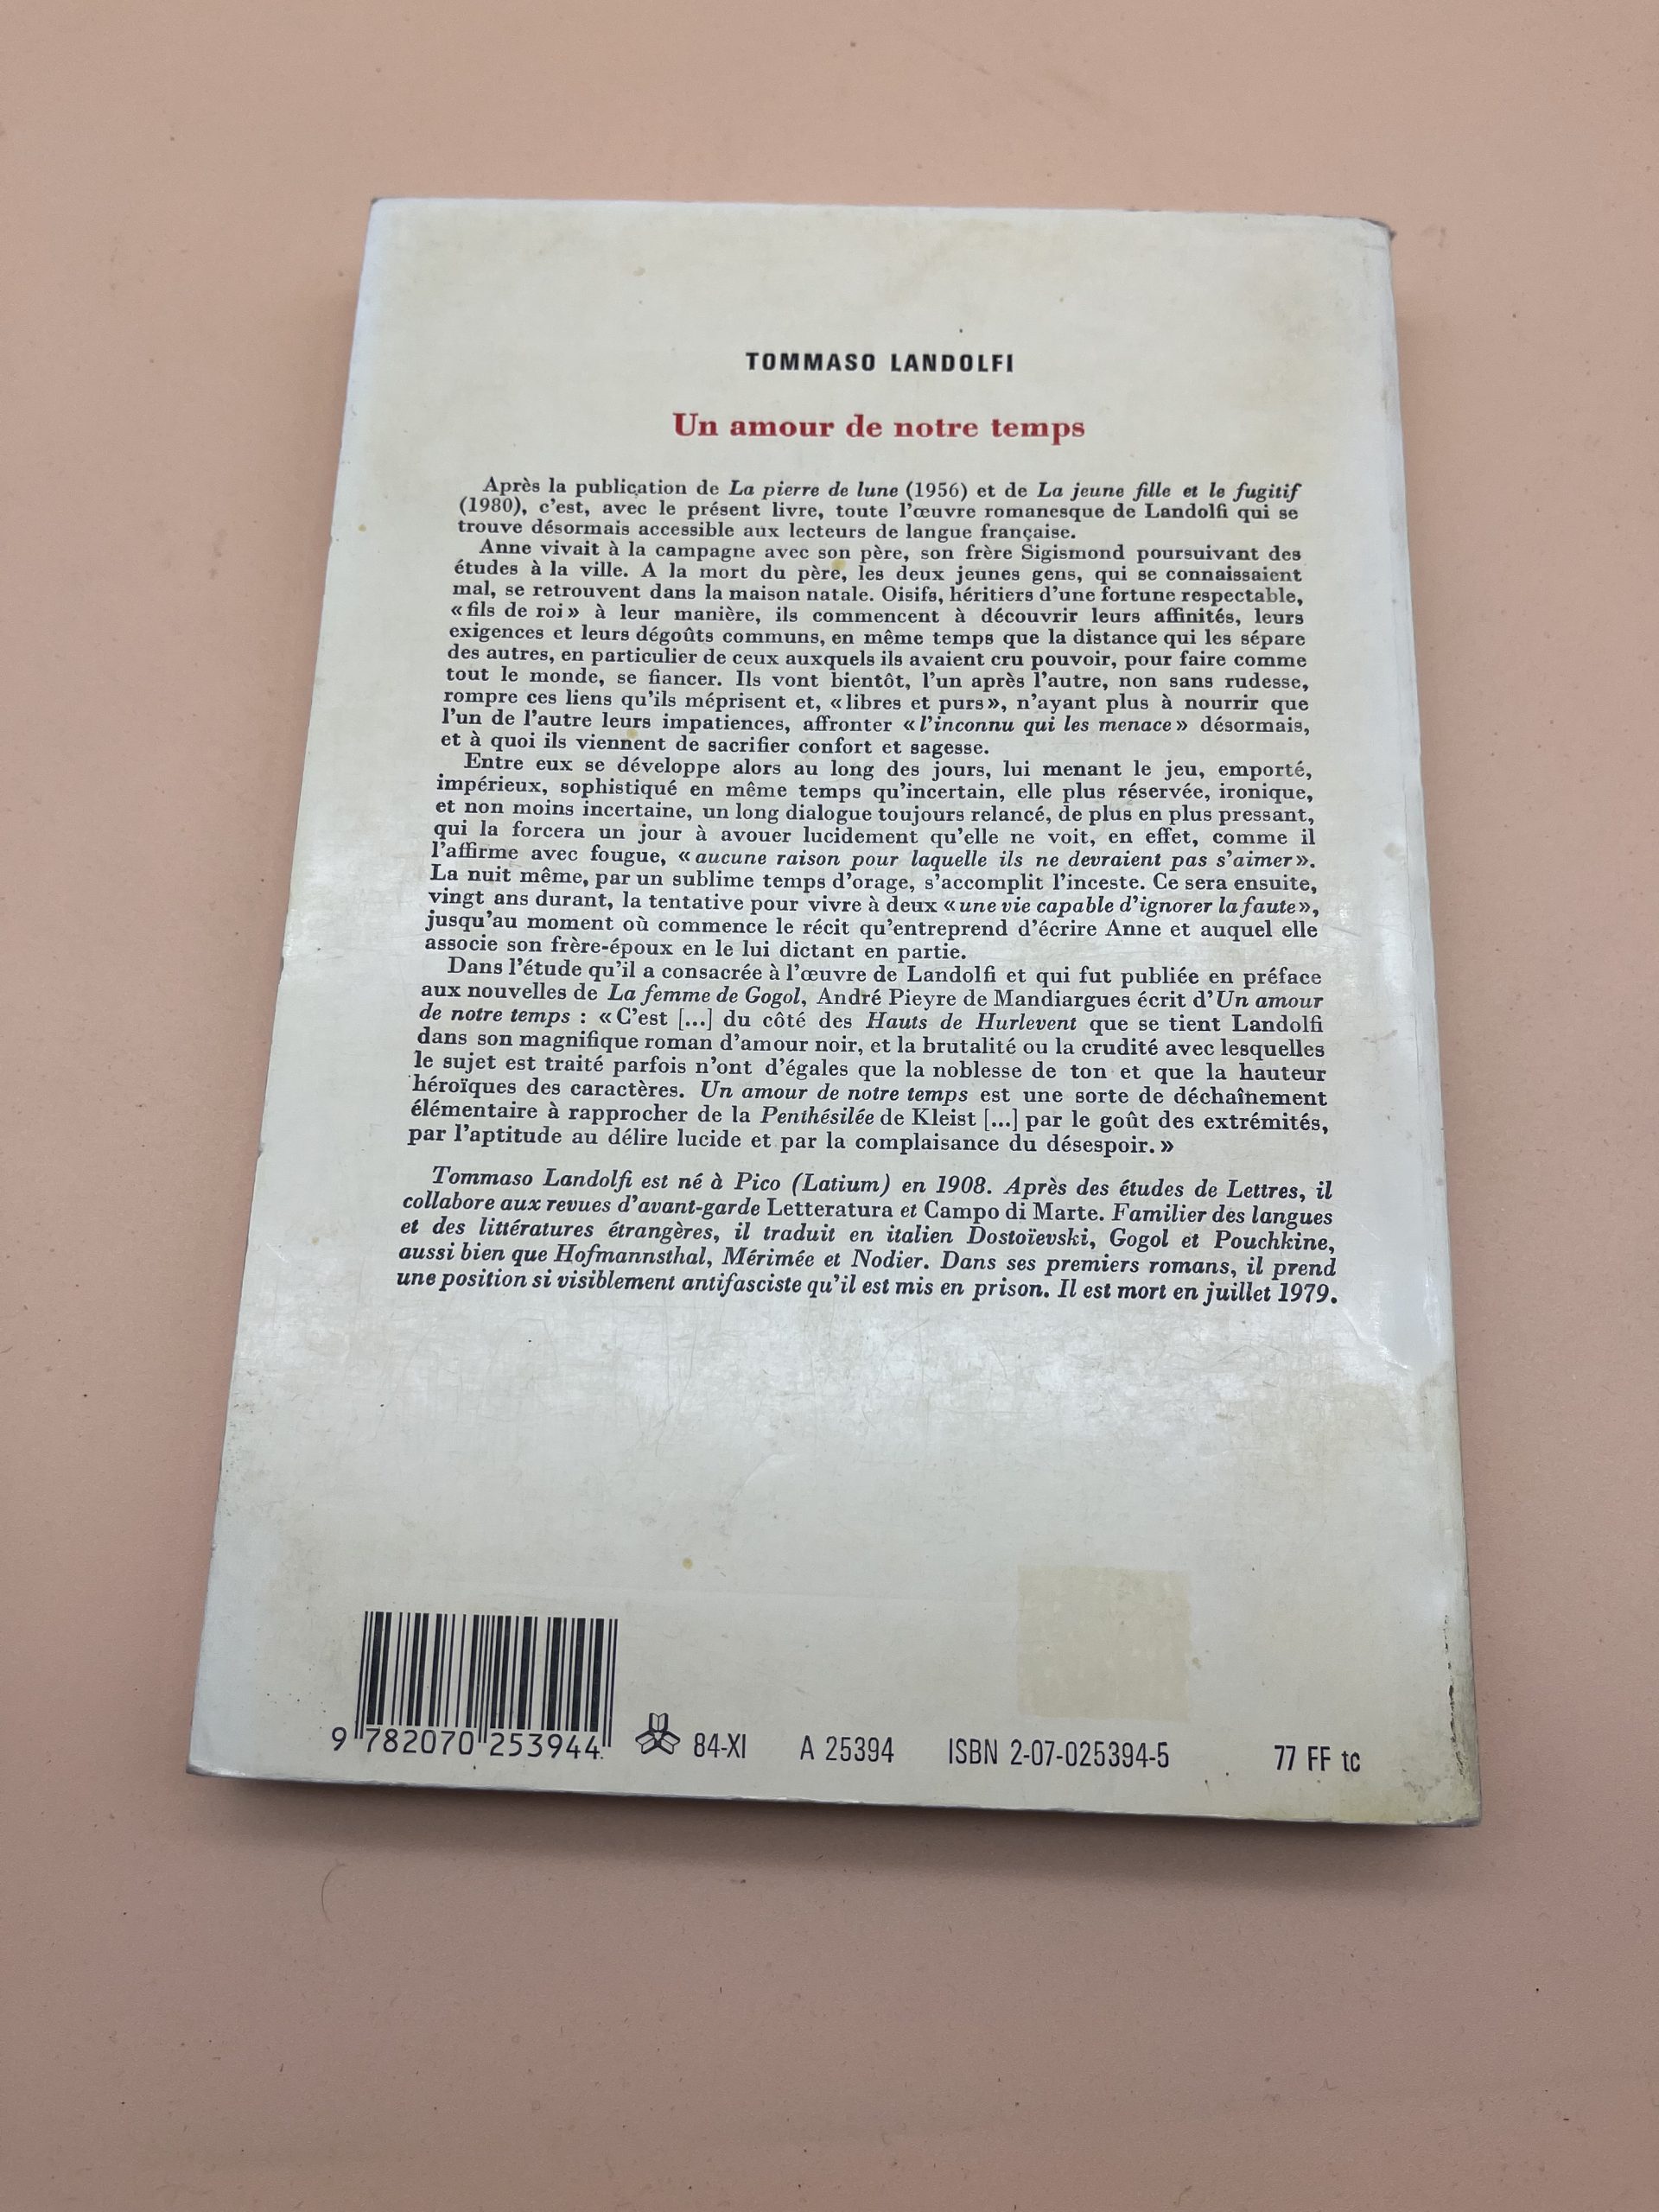 TOMMASO LANDOLFI
Un amour de notre temps
Après la publication de La pierre de lune (1956) et de La jeune fille et le fugitif
(1980), c'est, avec le présent livre, toute l'œuvre romanesque de Landolfi qui se
trouve désormais accessible aux lecteurs de langue française.
Anne vivait à la campagne avec son père, son frère Sigismond poursuivant des
études à la ville. A la mort du père, les deux jeunes gens, qui se connaissaient
mal, se retrouvent dans la maison natale. Oisifs, héritiers d'une fortune respectable,
« fils de roi » à leur manière, ils commencent à découvrir leurs affinités, leurs
exigences et leurs dégoûts communs, en même temps que la distance qui les sépare
des autres, en particulier de ceux auxquels ils avaient cru pouvoir, pour faire comme
tout le monde, se fiancer. Ils vont bientôt, l'un après l'autre, non sans rudesse,
rompre ces liens qu'ils méprisent et, « libres et purs », n'ayant plus à nourrir que
l'un de l'autre leurs impatiences, affronter « l'inconnu qui les menace » désormais,
et à quoi ils viennent de sacrifier confort et sagesse.
Entre eux se développe alors au long des jours, lui menant le jeu, emporté,
impérieux, sophistiqué en même temps qu'incertain, elle plus réservée, ironique,
et non moins incertaine, un long dialogue toujours relancé, de plus en plus pressant,
qui la forcera un jour à avouer lucidement qu'elle ne voit, en effet, comme il
l'affirme avec fougue, « aucune raison pour laquelle ils ne devraient pas s'aimer ».
La nuit même, par un sublime temps d'orage, s'accomplit l'inceste. Ce sera ensuite,
vingt ans durant, la tentative pour vivre à deux « une vie capable d'ignorer la faute »,
jusqu'au moment où commence le récit qu'entreprend d'écrire Anne et auquel elle
associe son frère-époux en le lui dictant en partie.
Dans l'étude qu'il a consacrée à l'œuvre de Landolfi et qui fut publiée en préface
aux nouvelles de La femme de Gogol, André Pieyre de Mandiargues écrit d'Un amour
de notre temps : « C'est [...] du côté des Hauts de Hurlevent que se tient Landolfi
dans son magnifique roman d'amour noir, et la brutalité ou la crudité avec lesquelles
le sujet est traité parfois n'ont d'égales que la noblesse de ton et que la hauteur
héroïques des caractères. Un amour de notre temps est une sorte de déchaînement
élémentaire à rapprocher de la Penthésilée de Kleist [...] par le goût des extrémités,
par l'aptitude au délire lucide et par la complaisance du désespoir. »
Tommaso Landolfi est né à Pico (Latium) en 1908. Après des études de Lettres, il
collabore aux revues d'avant-garde Letteratura et Campo di Marte. Familier des langues
et des littératures étrangères, il traduit en italien Dostoïevski, Gogol et Pouchkine,
aussi bien que Hofmannsthal, Mérimée et Nodier. Dans ses premiers romans, il prend
une position si visiblement antifasciste qu'il est mis en prison. Il est mort en juillet 1979.
9 782070 253944 84-XI A 25394 ISBN 2-07-025394-5 77 FF tc